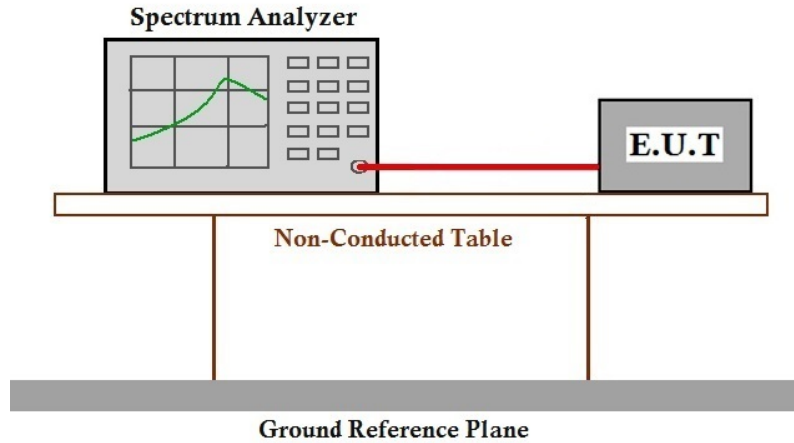 Spectrum Analyzer
E.U.T
Non-Conducted Table
Ground Reference Plane